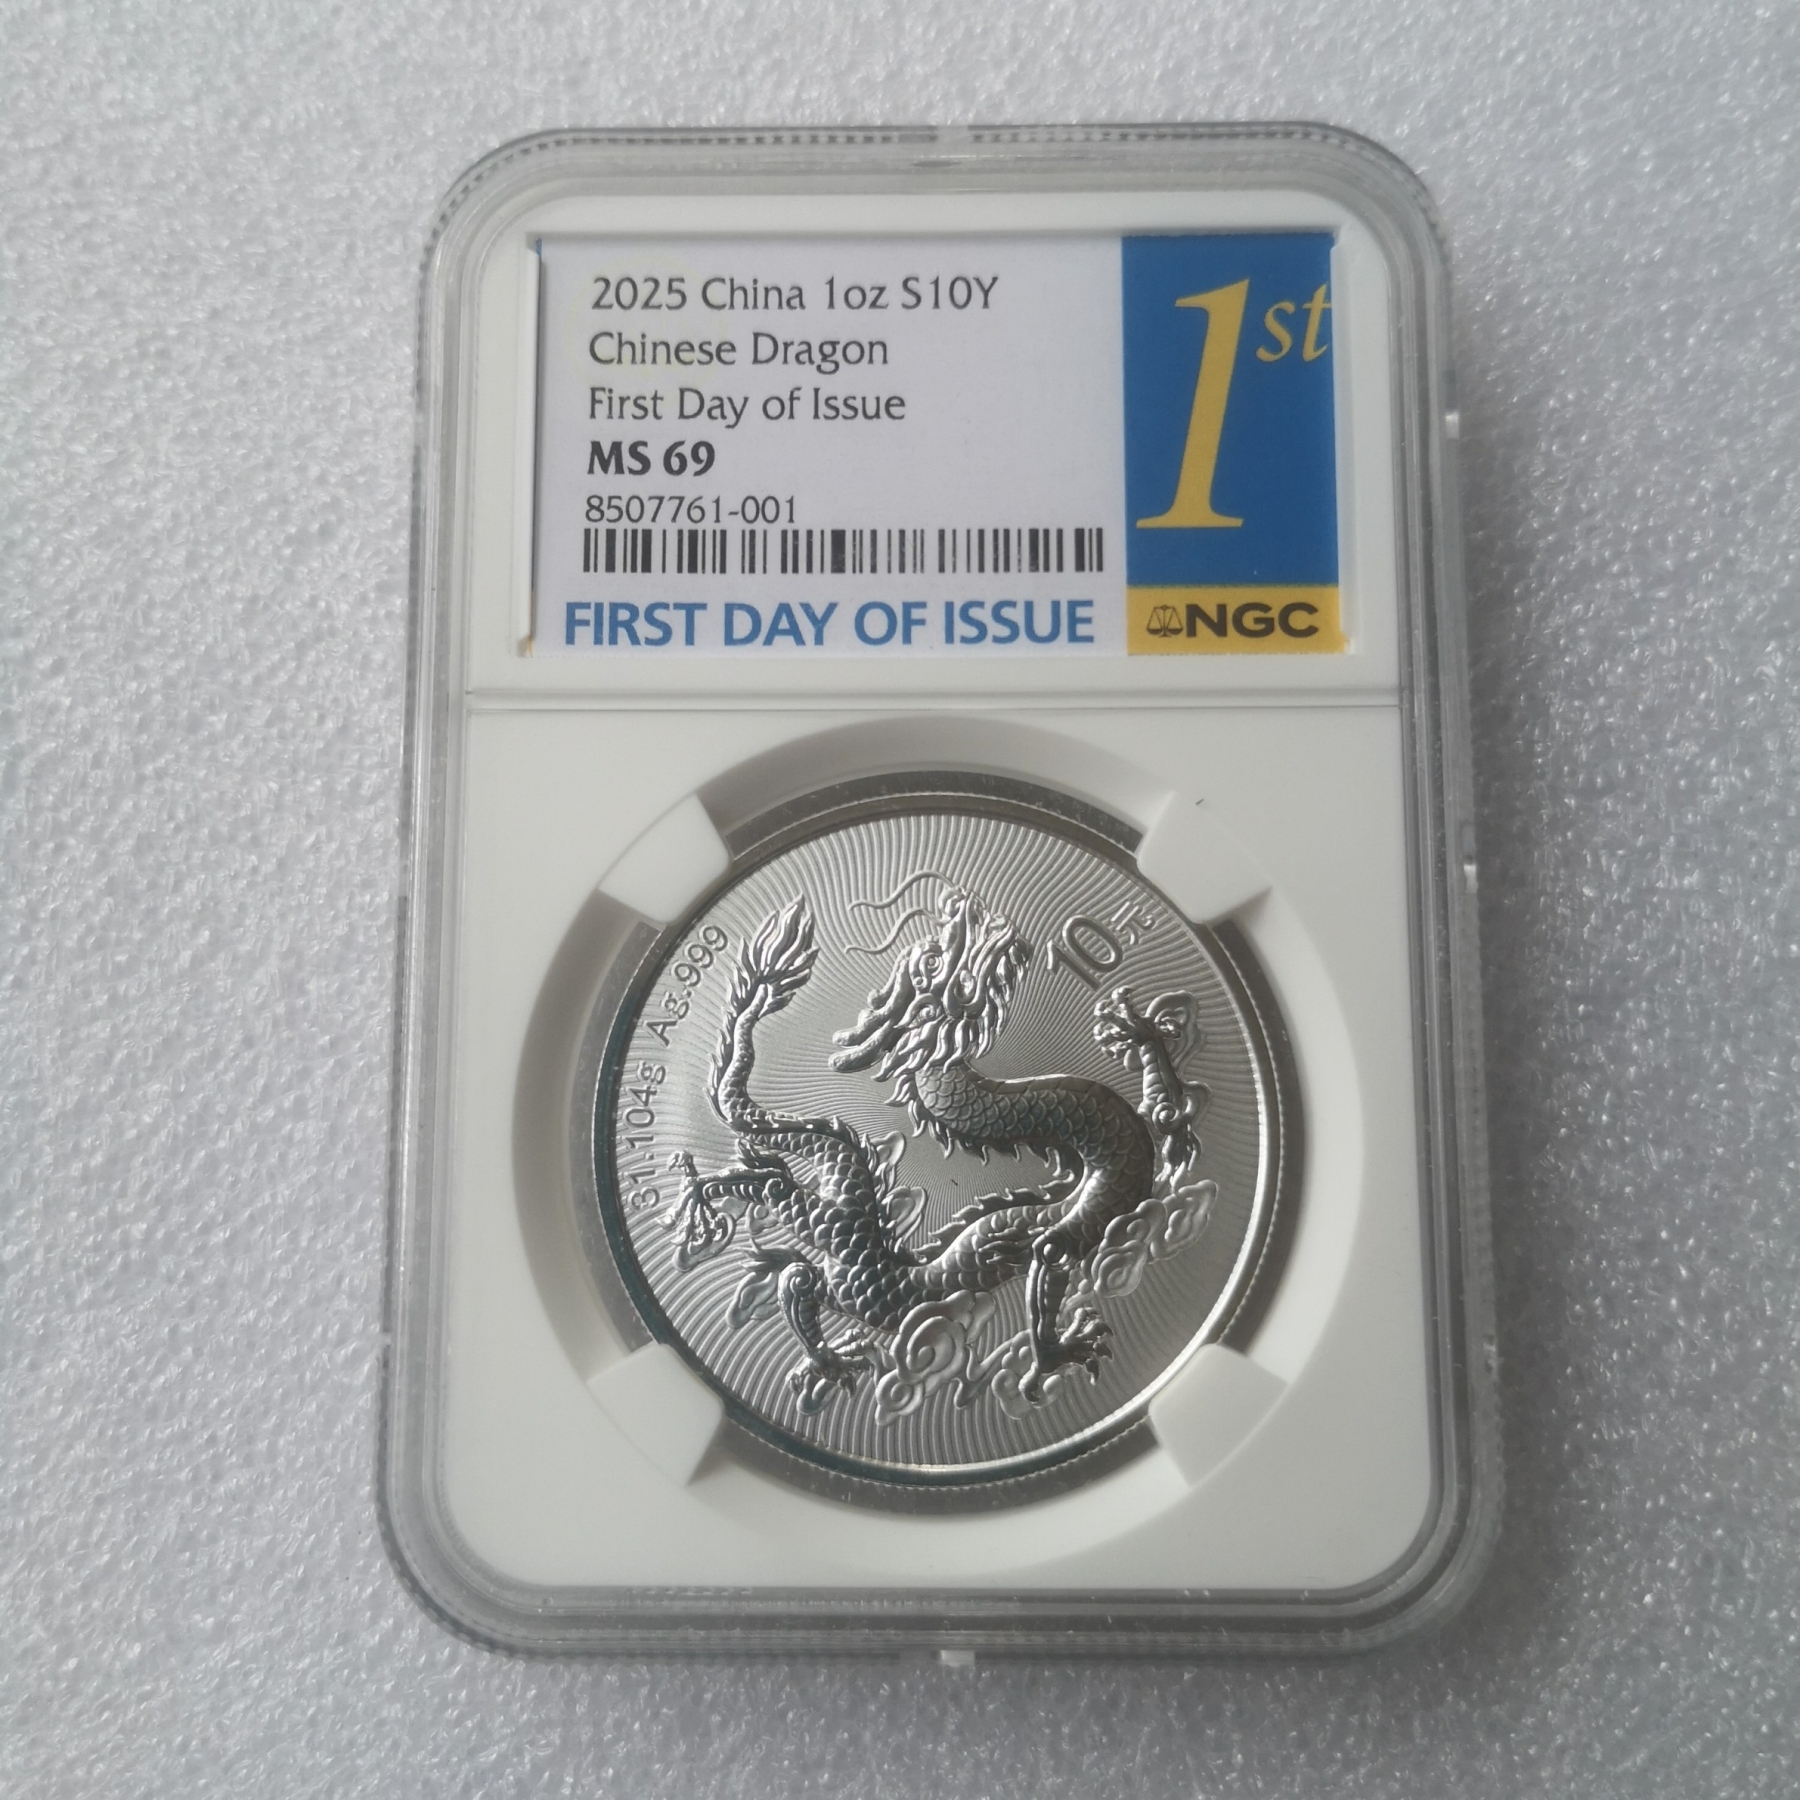 2025 China 1oz S10Y
Chinese Dragon
First Day of Issue
MS 69
8507761-001
FIRST DAY OF ISSUE
1st
NGC
10元
31.104g Ag.999